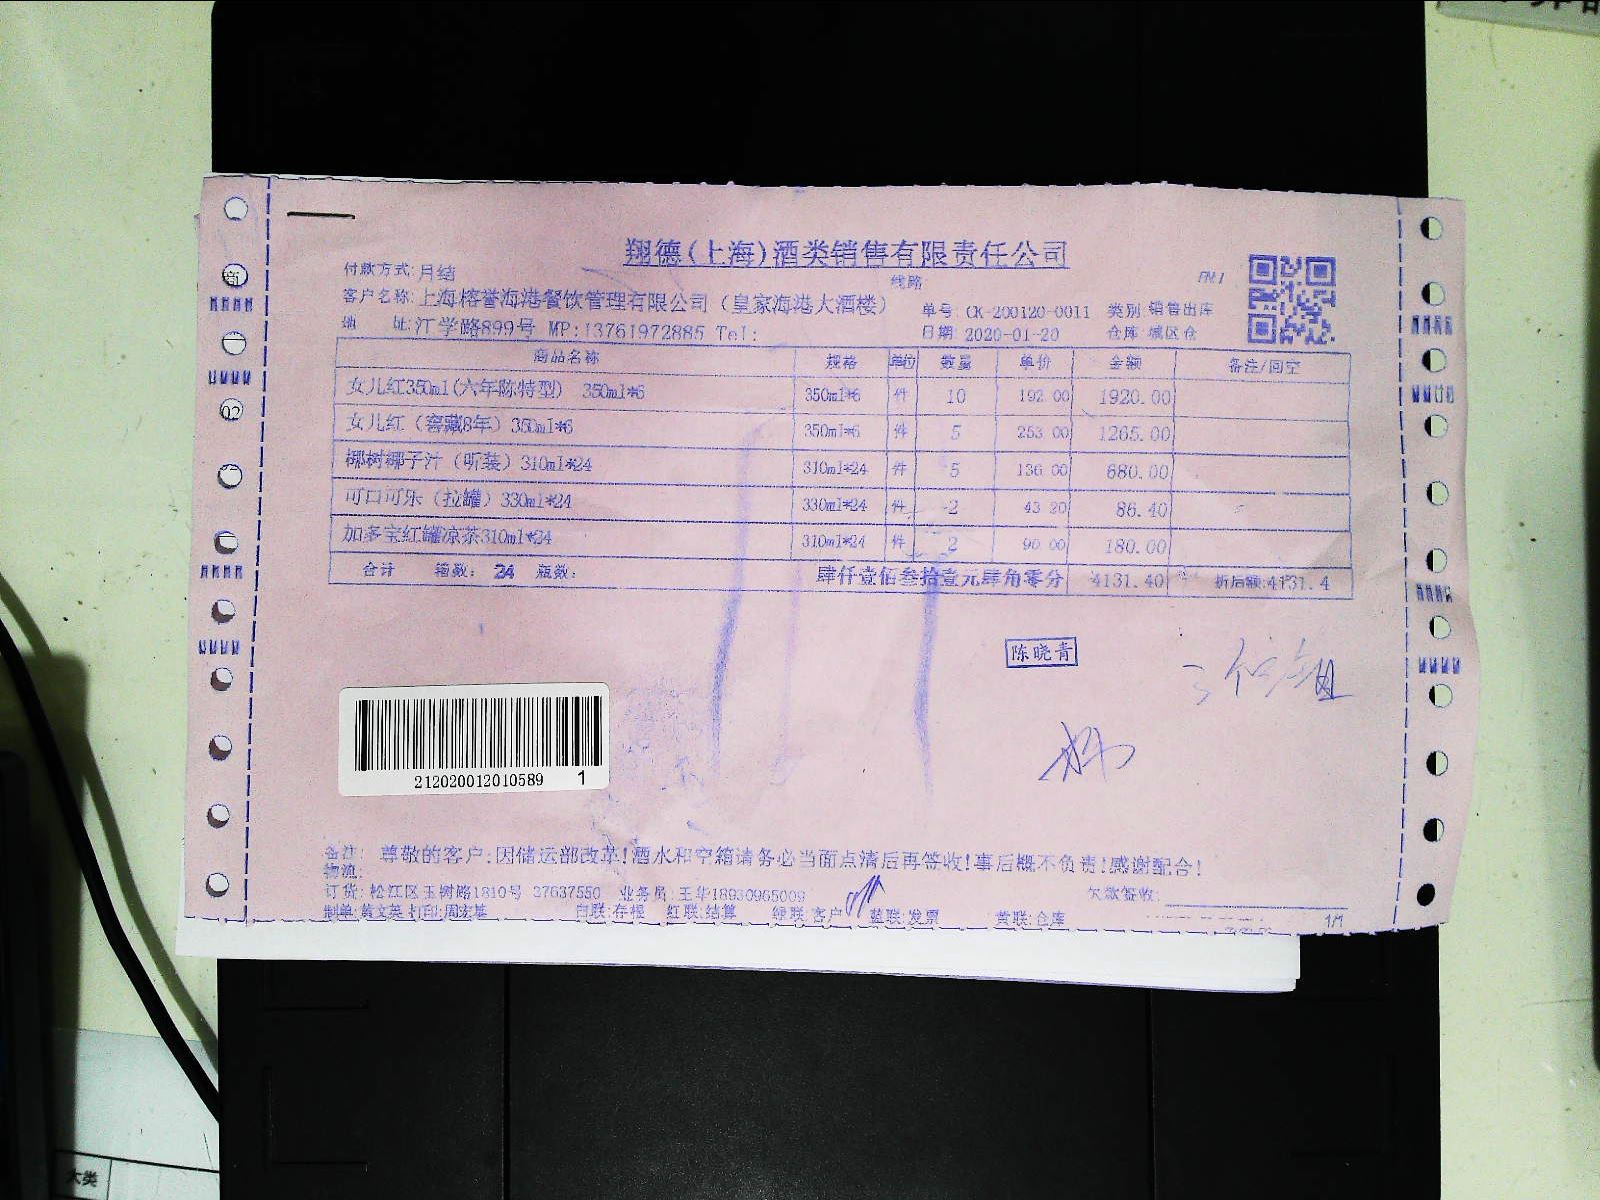 翔德(上海)酒类销售有限责任公司
付款方式:月结 线路:
客户名称:上海榕誉海港餐饮管理有限公司（皇家海港大酒楼） 单号: CK-200120-0011 类别:销售出库
地 址:江学路899号 MP:13761972885 Tel: 日期: 2020-01-20 仓库:城区仓
商品名称 规格 单位 数量 单价 金额 备注/回空
女儿红350ml(六年陈特型) 350ml*6 350ml*6 件 10 192.00 1920.00
女儿红（窖藏8年）350ml*6 350ml*6 件 5 253.00 1265.00
椰树椰子汁（听装）310ml*24 310ml*24 件 5 136.00 680.00
可口可乐（拉罐）330ml*24 330ml*24 件 2 43.20 86.40
加多宝红罐凉茶310ml*24 310ml*24 件 2 90.00 180.00
合计 箱数: 24 瓶数: 肆仟壹佰叁拾壹元肆角零分 4131.40 折后额:4131.4
陈晓青
212020012010589 1
备注: 尊敬的客户:因储运部改革!酒水和空箱请务必当面点清后再签收!事后概不负责!感谢配合!
物流:
订货:松江区玉树路1810号 37637550 业务员:王华18930965009 欠款签收:
制单:黄文英 打印:周宏基 白联:存根 红联:结算 绿联:客户 蓝联:发票 黄联:仓库 1/1
大类